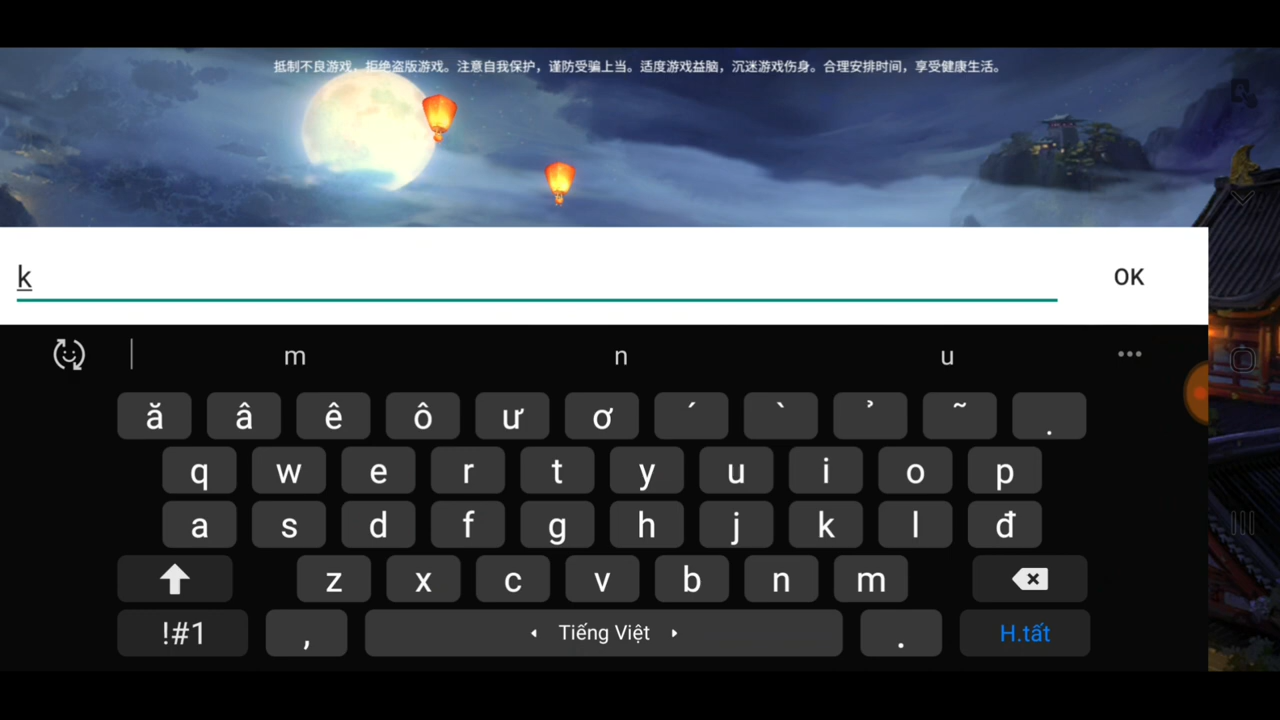 抵制不良游戏，拒绝盗版游戏。注意自我保护，谨防受骗上当。适度游戏益脑，沉迷游戏伤身。合理安排时间，享受健康生活。
k
OK
m n u
ă â ê ô ư ơ ´ ` ̉ ˜ .
q w e r t y u i o p
a s d f g h j k l đ
z x c v b n m
!#1 , Tiếng Việt . H.tất